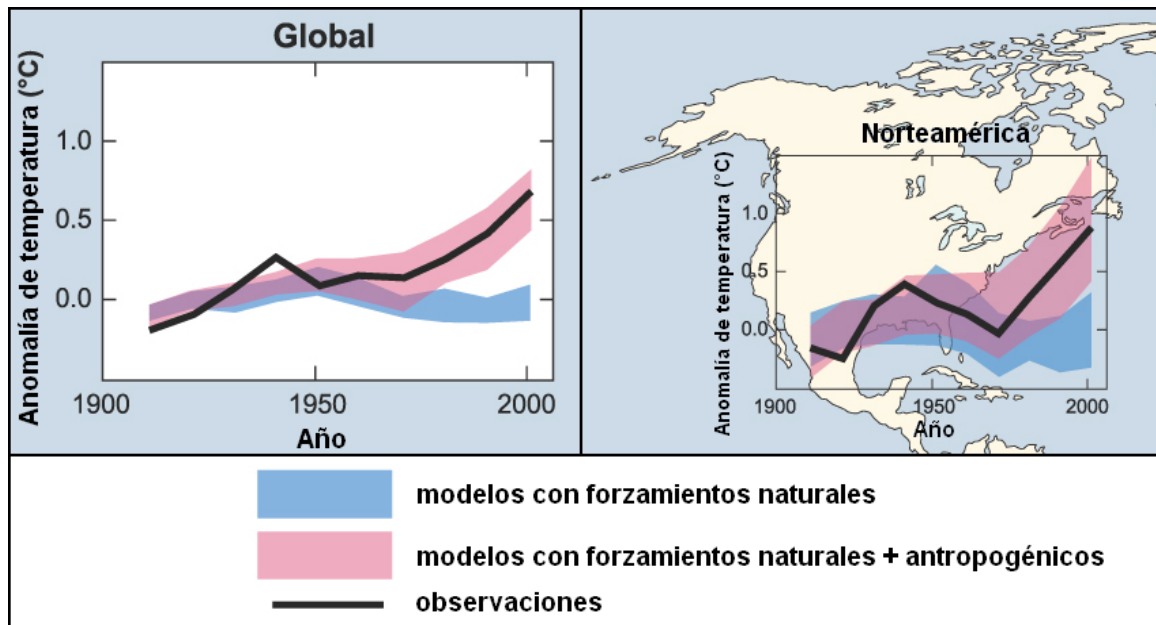 Global
Anomalía de temperatura (°C)
1.0
0.5
0.0
1900
1950
2000
Año
Norteamérica
Anomalía de temperatura (°C)
1.0
0.5
0.0
1900
1950
2000
Año
modelos con forzamientos naturales
modelos con forzamientos naturales + antropogénicos
observaciones